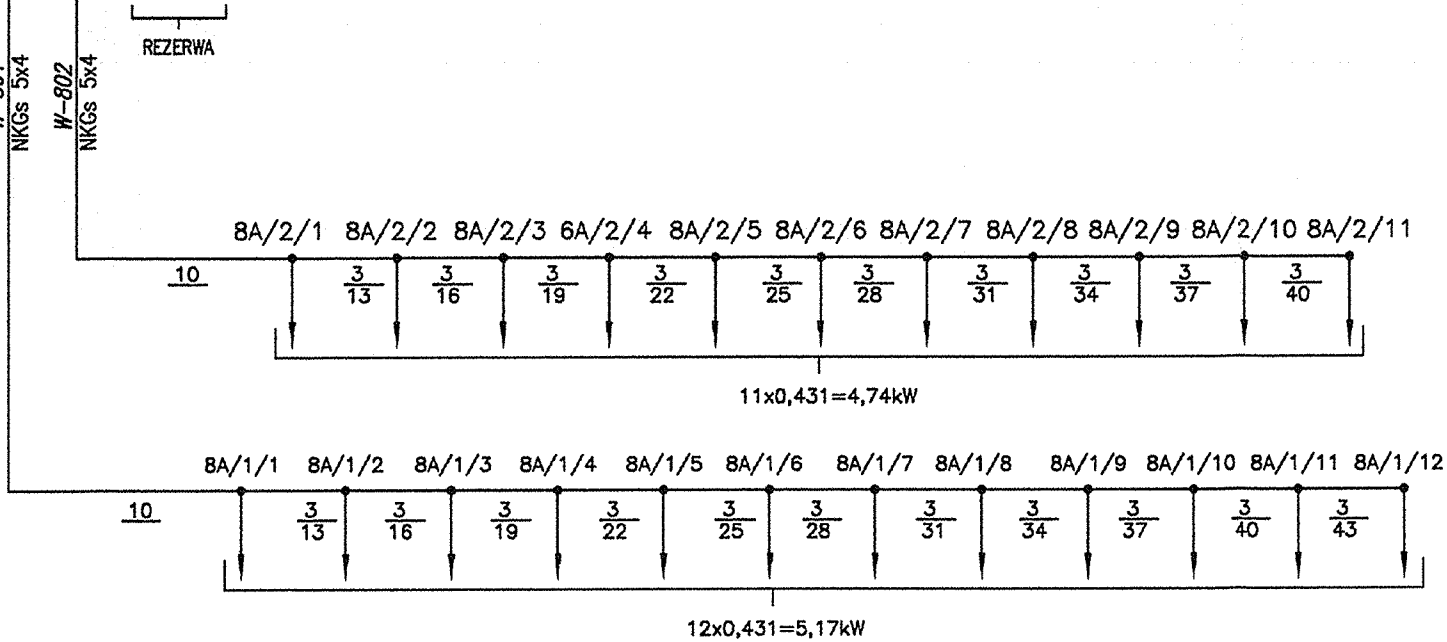 REZERWA
NKGs 5x4
W-802
NKGs 5x4
8A/2/1 8A/2/2 8A/2/3 6A/2/4 8A/2/5 8A/2/6 8A/2/7 8A/2/8 8A/2/9 8A/2/10 8A/2/11
10 3 3 3 3 3 3 3 3 3 3
13 16 19 22 25 28 31 34 37 40
11x0,431=4,74kW
8A/1/1 8A/1/2 8A/1/3 8A/1/4 8A/1/5 8A/1/6 8A/1/7 8A/1/8 8A/1/9 8A/1/10 8A/1/11 8A/1/12
10 3 3 3 3 3 3 3 3 3 3 3
13 16 19 22 25 28 31 34 37 40 43
12x0,431=5,17kW